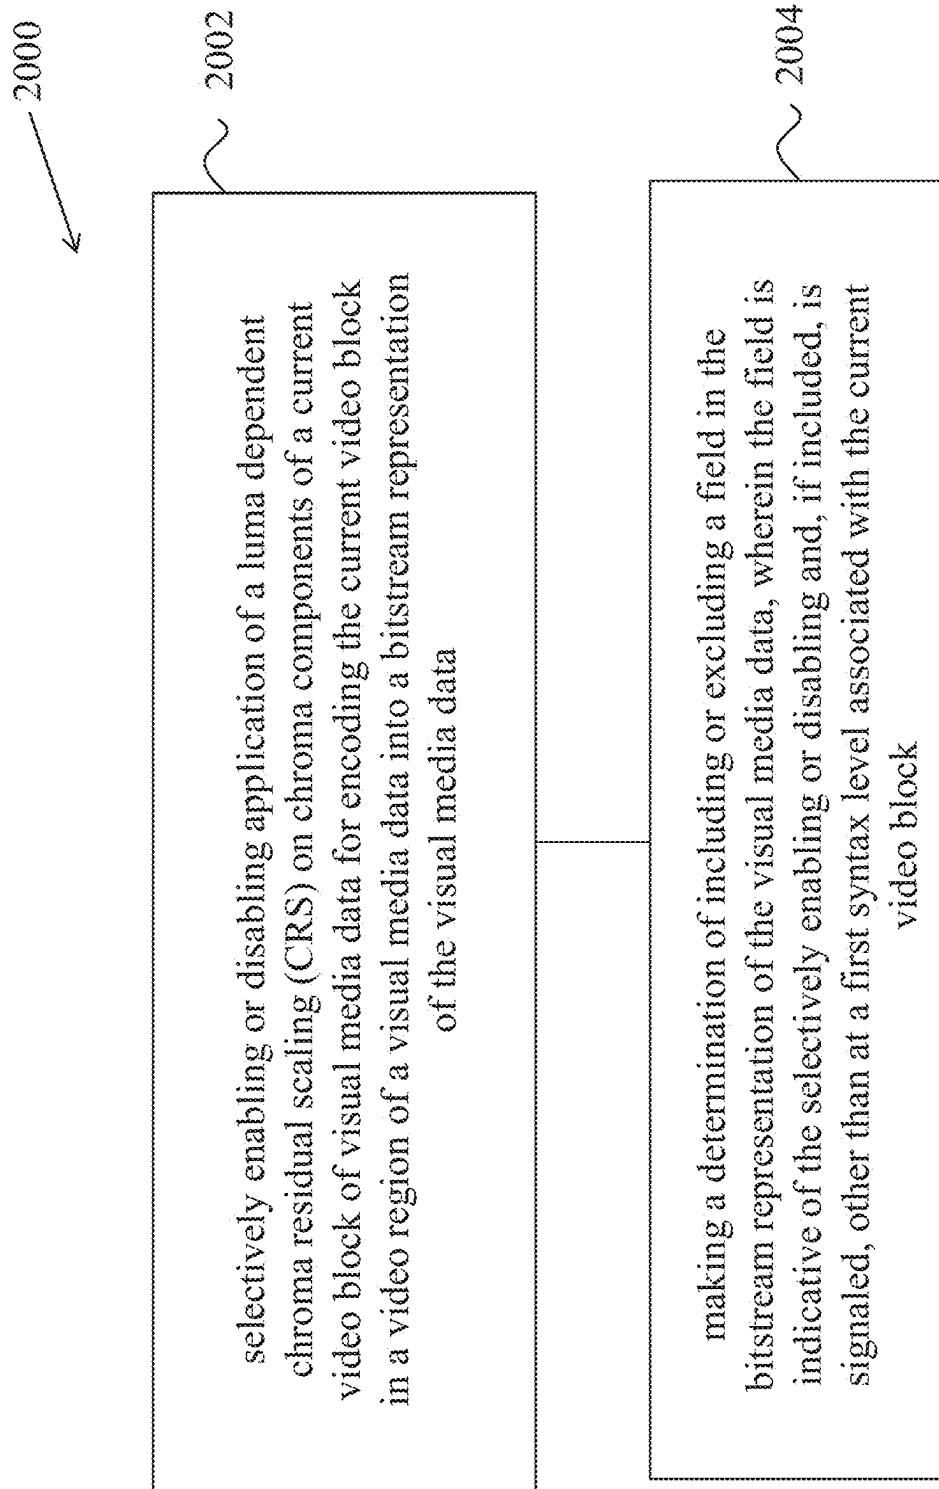 2000
2002
selectively enabling or disabling application of a luma dependent
chroma residual scaling (CRS) on chroma components of a current
video block of visual media data for encoding the current video block
in a video region of a visual media data into a bitstream representation
of the visual media data
2004
making a determination of including or excluding a field in the
bitstream representation of the visual media data, wherein the field is
indicative of the selectively enabling or disabling and, if included, is
signaled, other than at a first syntax level associated with the current
video block